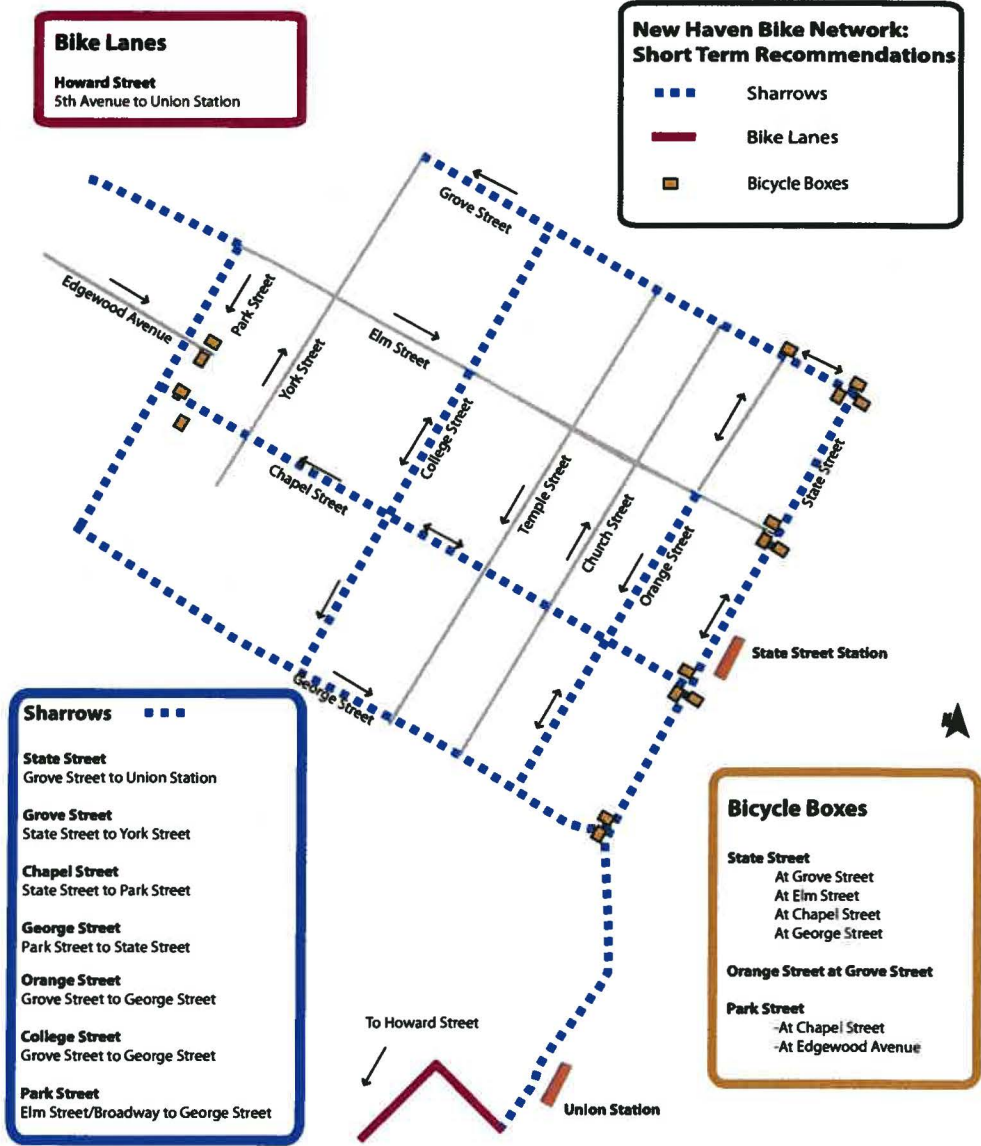 Bike Lanes
Howard Street
5th Avenue to Union Station
New Haven Bike Network:
Short Term Recommendations
Sharrows
Bike Lanes
Bicycle Boxes
Grove Street
Edgewood Avenue
Park Street
York Street
Elm Street
College Street
Chapel Street
Temple Street
Church Street
Orange Street
State Street
George Street
State Street Station
Sharrows
State Street
Grove Street to Union Station
Grove Street
State Street to York Street
Chapel Street
State Street to Park Street
George Street
Park Street to State Street
Orange Street
Grove Street to George Street
College Street
Grove Street to George Street
Park Street
Elm Street/Broadway to George Street
N
Bicycle Boxes
State Street
At Grove Street
At Elm Street
At Chapel Street
At George Street
Orange Street at Grove Street
Park Street
-At Chapel Street
-At Edgewood Avenue
To Howard Street
Union Station